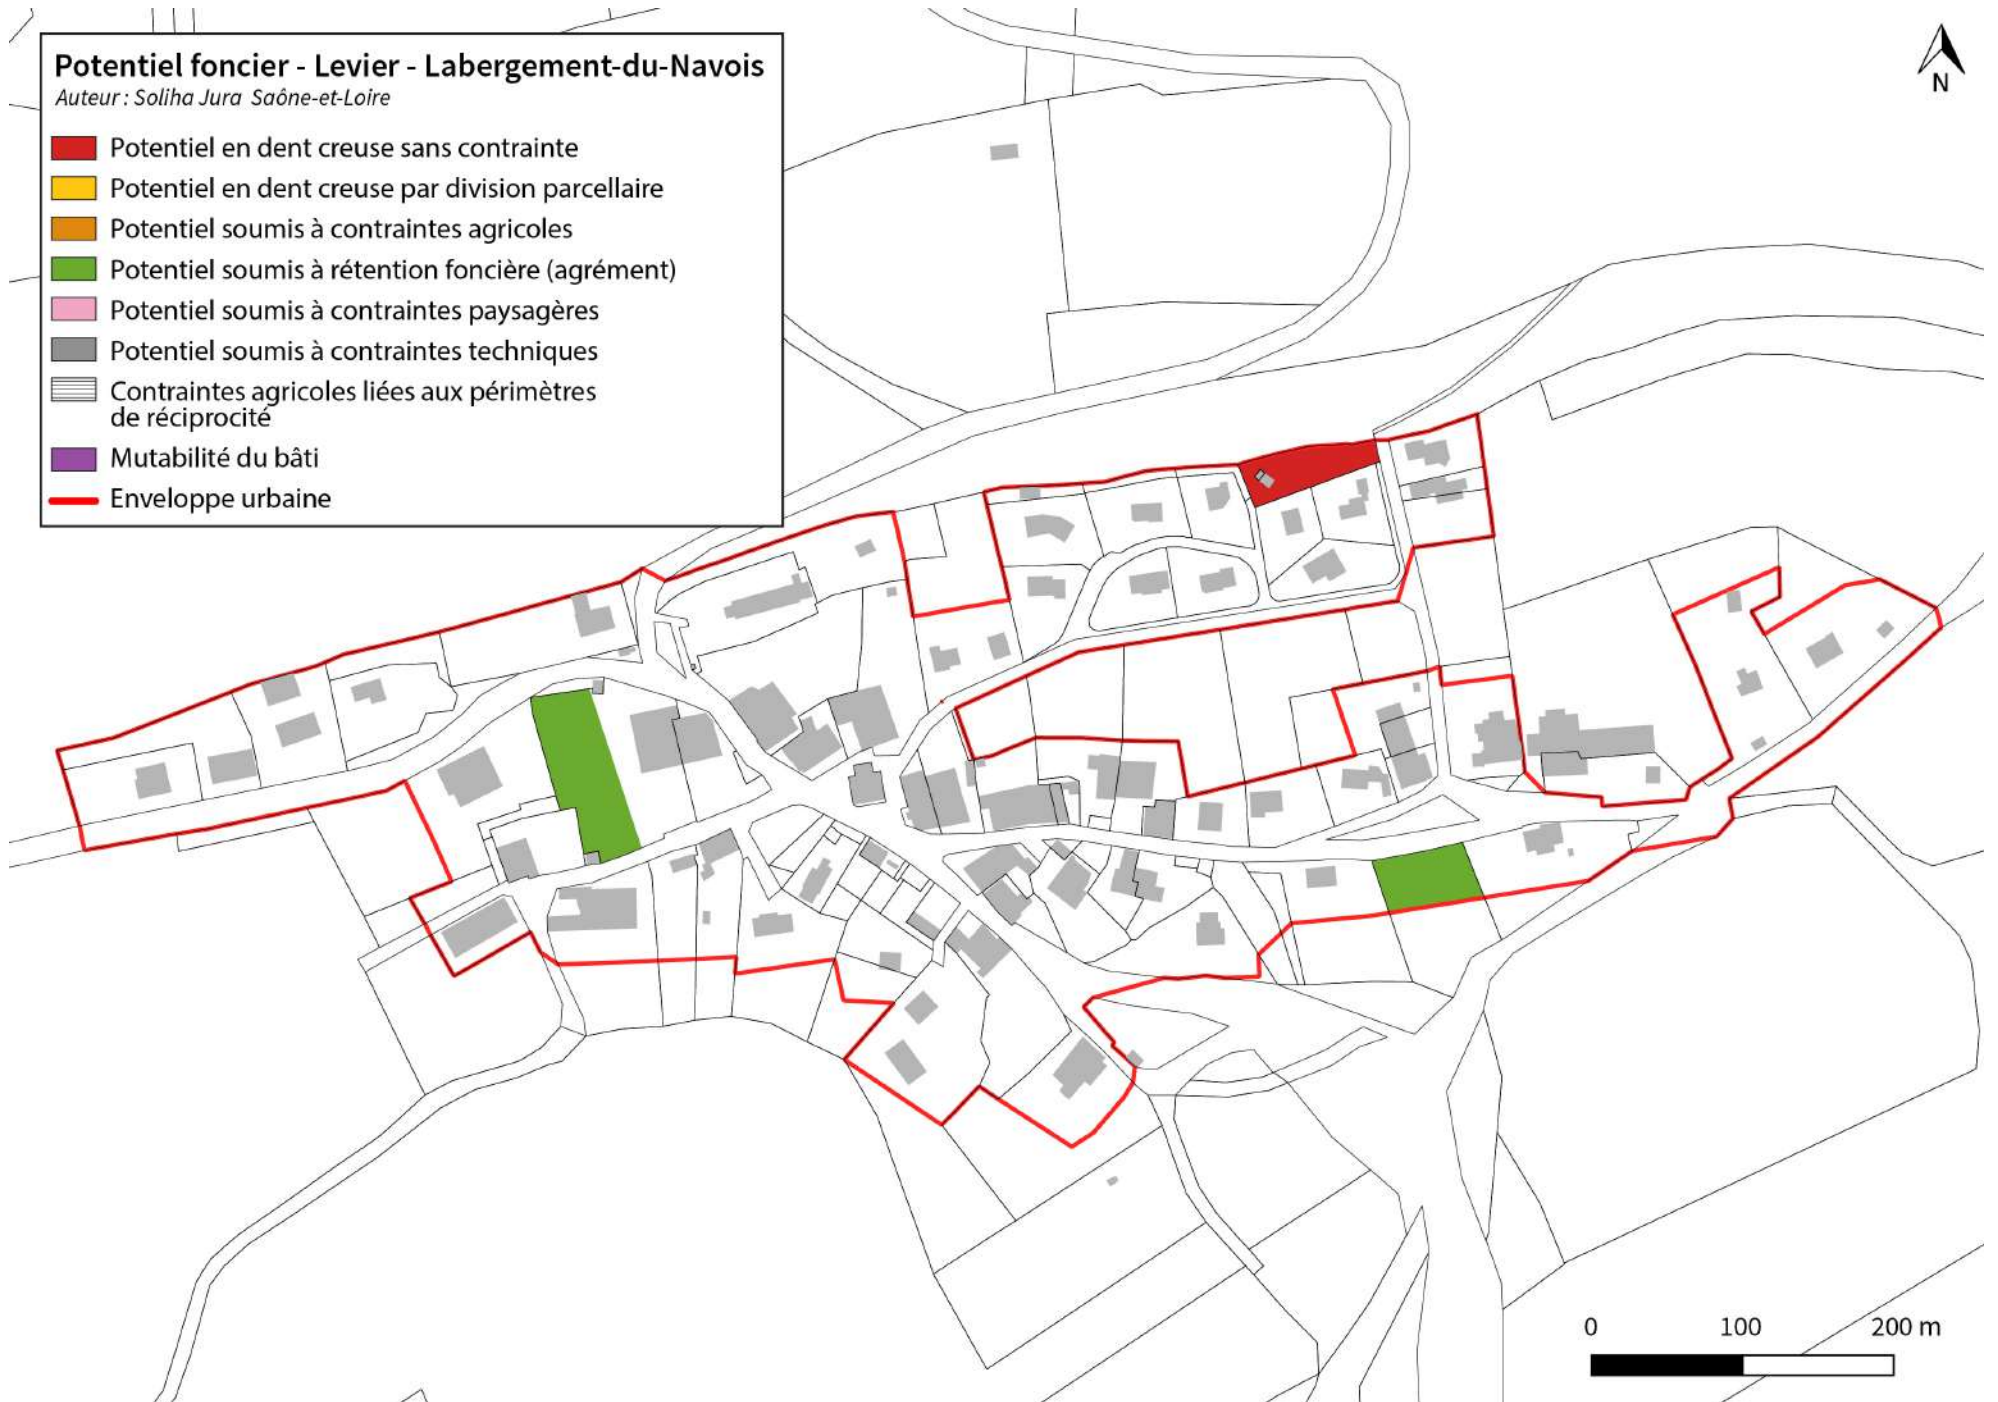 Potentiel foncier - Levier - Labergement-du-Navois
Auteur : Soliha Jura Saône-et-Loire
Potentiel en dent creuse sans contrainte
Potentiel en dent creuse par division parcellaire
Potentiel soumis à contraintes agricoles
Potentiel soumis à rétention foncière (agrément)
Potentiel soumis à contraintes paysagères
Potentiel soumis à contraintes techniques
Contraintes agricoles liées aux périmètres
de réciprocité
Mutabilité du bâti
Enveloppe urbaine
N
0 100 200 m